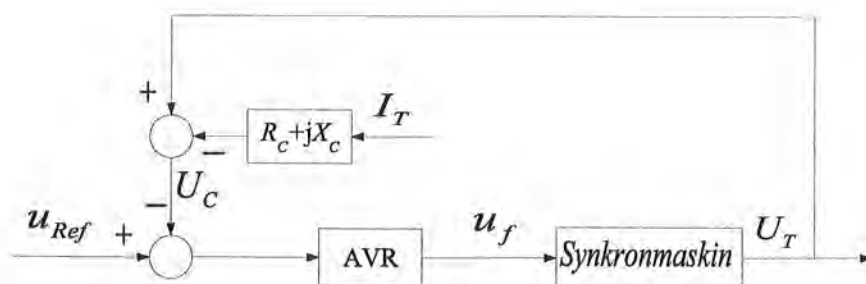 +
I_T
R_C+jX_C
−
U_C
−
u_Ref
+
AVR
u_f
Synkronmaskin
U_T